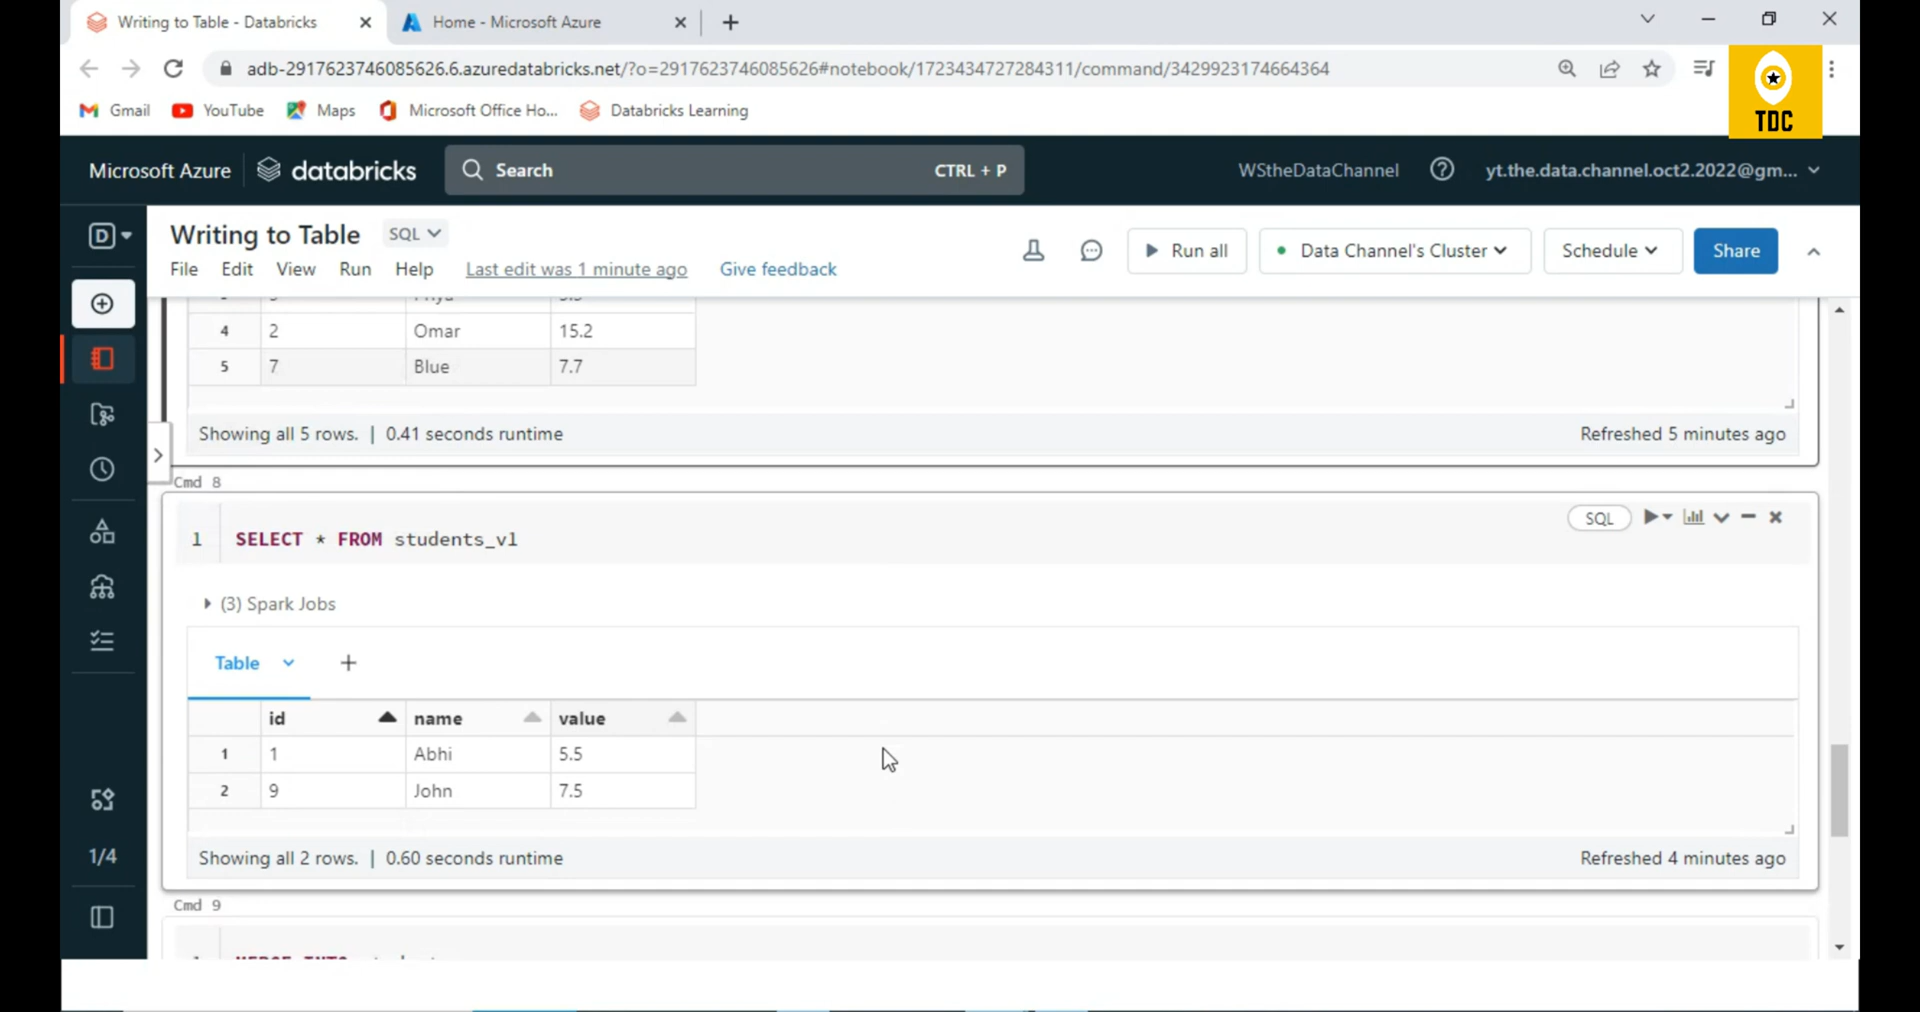 Writing to Table - Databricks
Home - Microsoft Azure
adb-2917623746085626.6.azuredatabricks.net/?o=2917623746085626#notebook/1723434727284311/command/3429923174664364
TDC
Gmail
YouTube
Maps
Microsoft Office Ho...
Databricks Learning
Microsoft Azure
databricks
Search
CTRL + P
WStheDataChannel
yt.the.data.channel.oct2.2022@gm...
D
Writing to Table
SQL
File Edit View Run Help
Last edit was 1 minute ago
Give feedback
Run all
Data Channel's Cluster
Schedule
Share
4 2 Omar 15.2
5 7 Blue 7.7
Showing all 5 rows. | 0.41 seconds runtime
Refreshed 5 minutes ago
Cmd 8
SQL
1 SELECT * FROM students_v1
(3) Spark Jobs
Table
id name value
1 1 Abhi 5.5
2 9 John 7.5
Showing all 2 rows. | 0.60 seconds runtime
Refreshed 4 minutes ago
1/4
Cmd 9